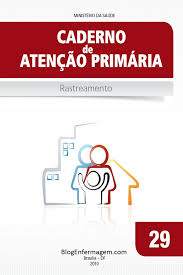 MINISTÉRIO DA SAÚDE
CADERNO
de
ATENÇÃO PRIMÁRIA
Rastreamento
29
BlogEnfermagem.com
Brasília - DF
2010